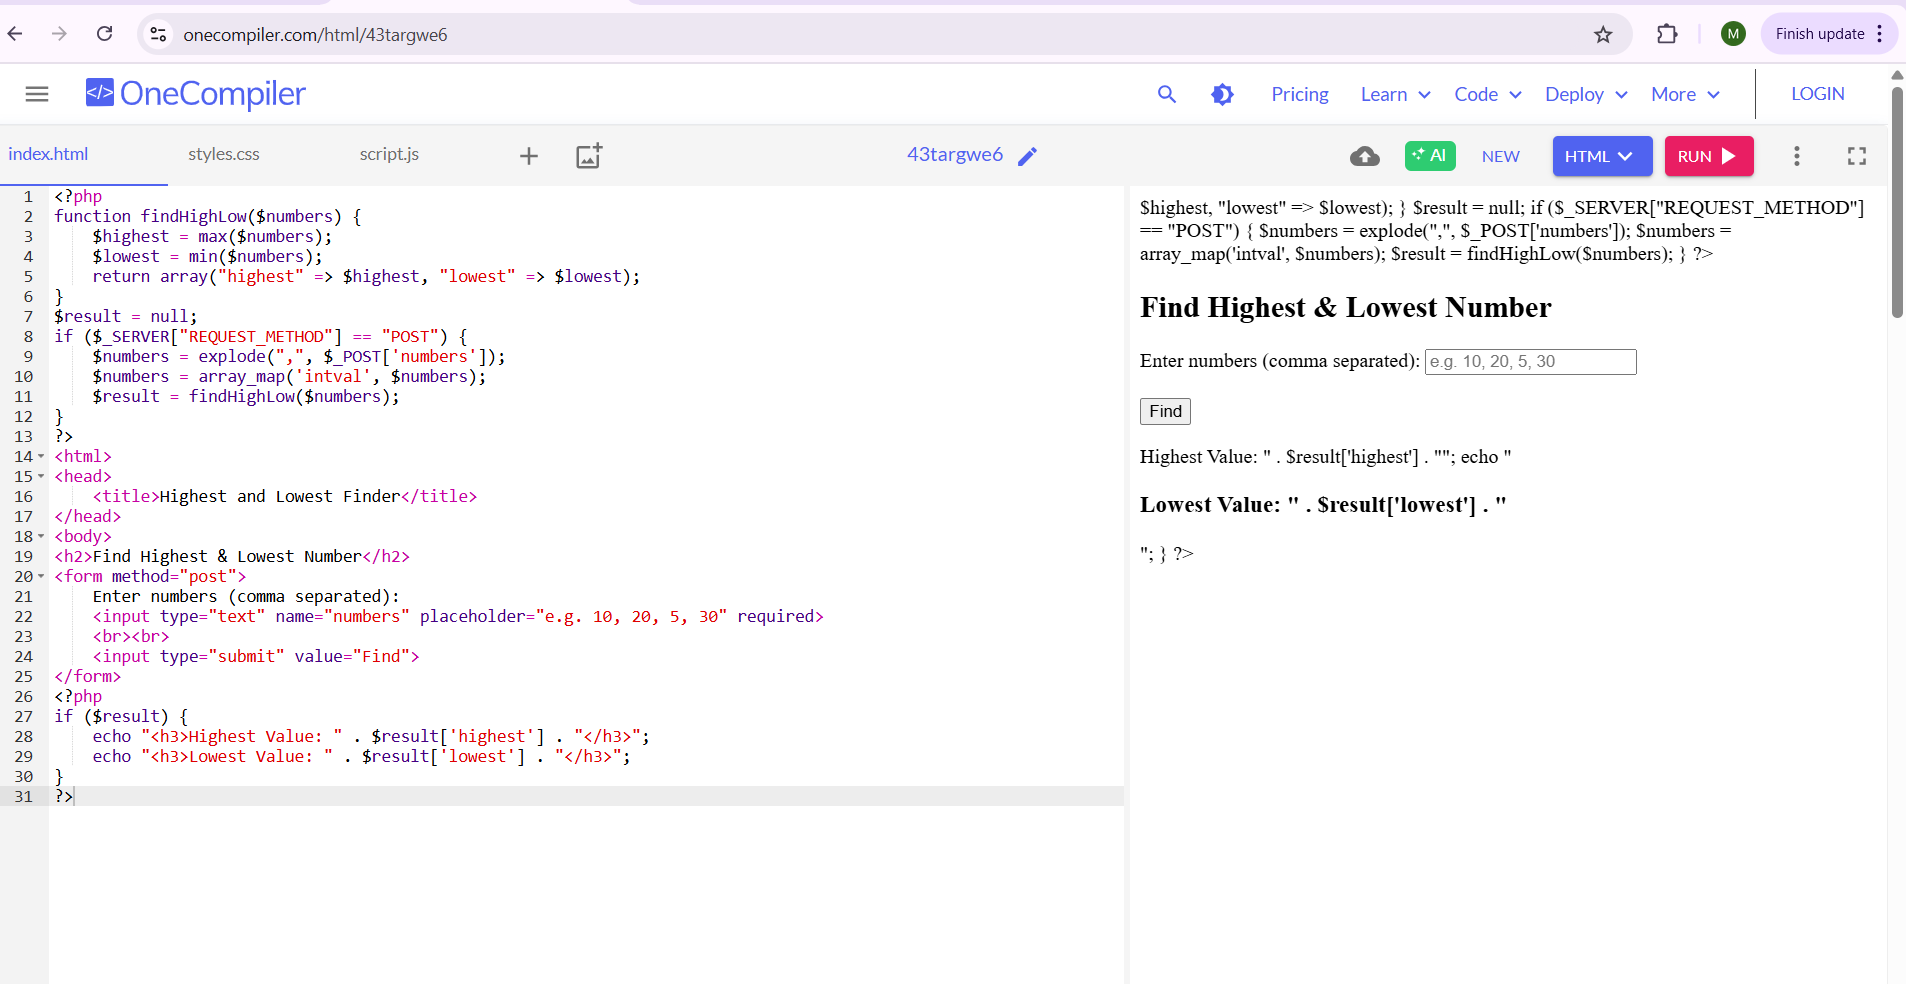 onecompiler.com/html/43targwe6
M
Finish update
</> OneCompiler
Pricing
Learn
Code
Deploy
More
LOGIN
index.html
styles.css
script.js
43targwe6
AI
NEW
HTML
RUN
1 <?php
2 function findHighLow($numbers) {
3     $highest = max($numbers);
4     $lowest = min($numbers);
5     return array("highest" => $highest, "lowest" => $lowest);
6 }
7 $result = null;
8 if ($_SERVER["REQUEST_METHOD"] == "POST") {
9     $numbers = explode(",", $_POST['numbers']);
10     $numbers = array_map('intval', $numbers);
11     $result = findHighLow($numbers);
12 }
13 ?>
14 <html>
15 <head>
16     <title>Highest and Lowest Finder</title>
17 </head>
18 <body>
19 <h2>Find Highest & Lowest Number</h2>
20 <form method="post">
21     Enter numbers (comma separated):
22     <input type="text" name="numbers" placeholder="e.g. 10, 20, 5, 30" required>
23     <br><br>
24     <input type="submit" value="Find">
25 </form>
26 <?php
27 if ($result) {
28     echo "<h3>Highest Value: " . $result['highest'] . "</h3>";
29     echo "<h3>Lowest Value: " . $result['lowest'] . "</h3>";
30 }
31 ?>
$highest, "lowest" => $lowest); } $result = null; if ($_SERVER["REQUEST_METHOD"]
== "POST") { $numbers = explode(",", $_POST['numbers']); $numbers =
array_map('intval', $numbers); $result = findHighLow($numbers); } ?>
Find Highest & Lowest Number
Enter numbers (comma separated): e.g. 10, 20, 5, 30
Find
Highest Value: " . $result['highest'] . ""; echo "
Lowest Value: " . $result['lowest'] . "
"; } ?>